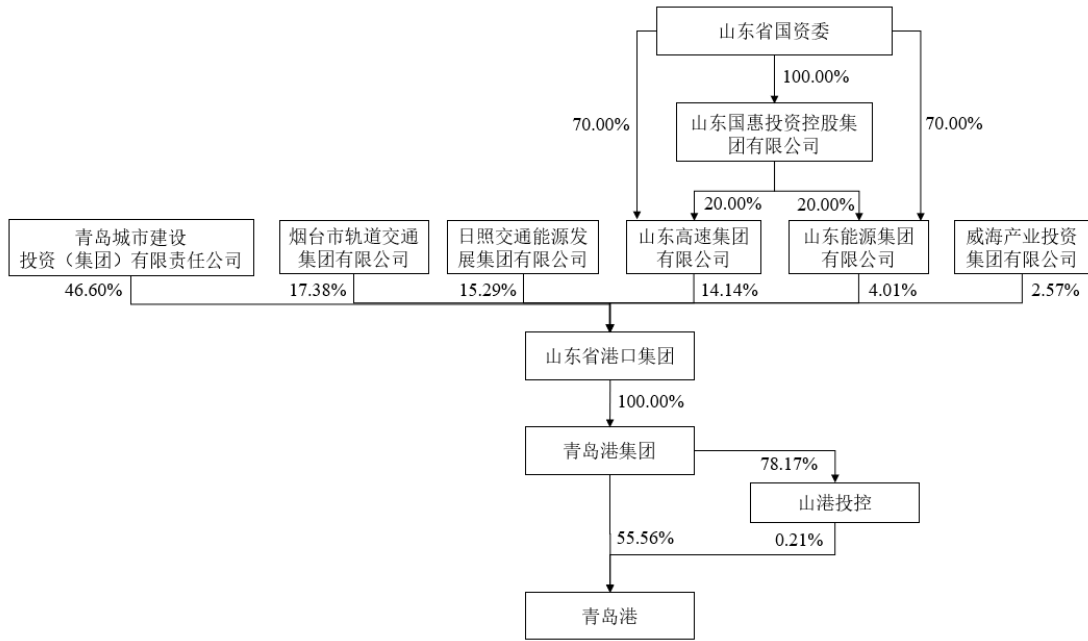 山东省国资委
100.00%
70.00%
山东国惠投资控股集
团有限公司
70.00%
20.00%
20.00%
青岛城市建设
投资（集团）有限责任公司
烟台市轨道交通
集团有限公司
日照交通能源发
展集团有限公司
山东高速集团
有限公司
山东能源集团
有限公司
威海产业投资
集团有限公司
46.60%
17.38%
15.29%
14.14%
4.01%
2.57%
山东省港口集团
100.00%
青岛港集团
78.17%
山港投控
55.56%
0.21%
青岛港